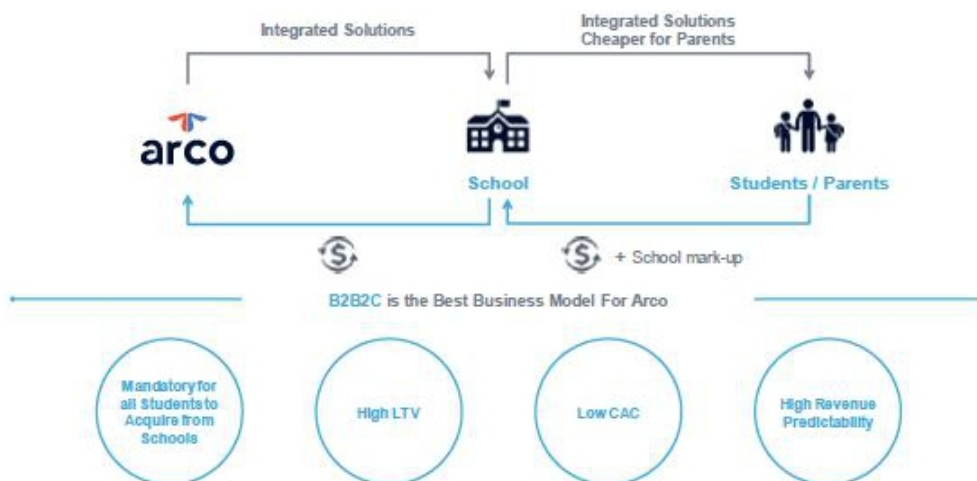 Integrated Solutions
Integrated Solutions
Cheaper for Parents
arco
School
Students / Parents
$
$ + School mark-up
B2B2C is the Best Business Model For Arco
Mandatory for
all Students to
Acquire from
Schools
High LTV
Low CAC
High Revenue
Predictability